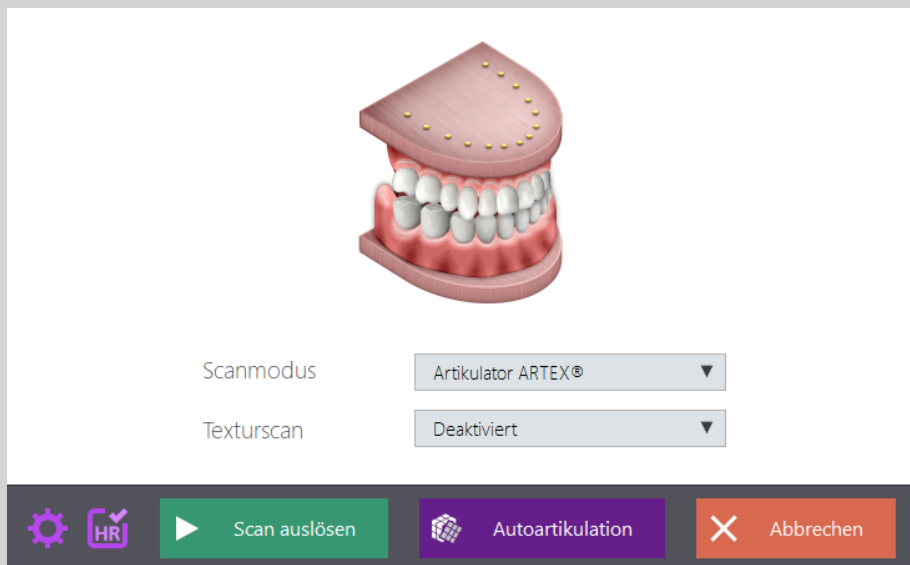 Scanmodus
Artikulator ARTEX®
Texturscan
Deaktiviert
HR
Scan auslösen
Autoartikulation
Abbrechen